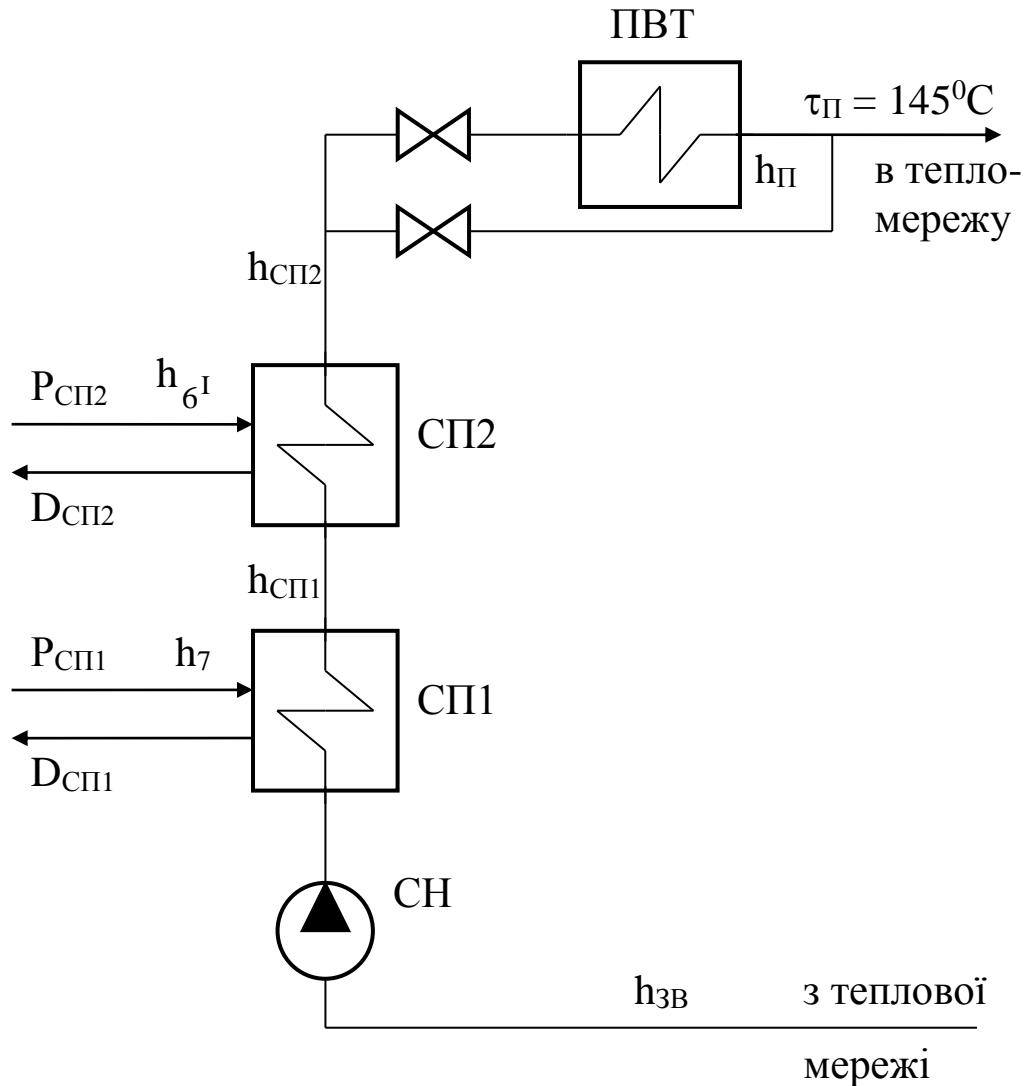 ПВТ
τП = 145⁰С
hП
в тепло-
мережу
hСП2
PСП2 h6I
СП2
DСП2
hСП1
PСП1 h7
СП1
DСП1
СН
hЗВ з теплової
мережі